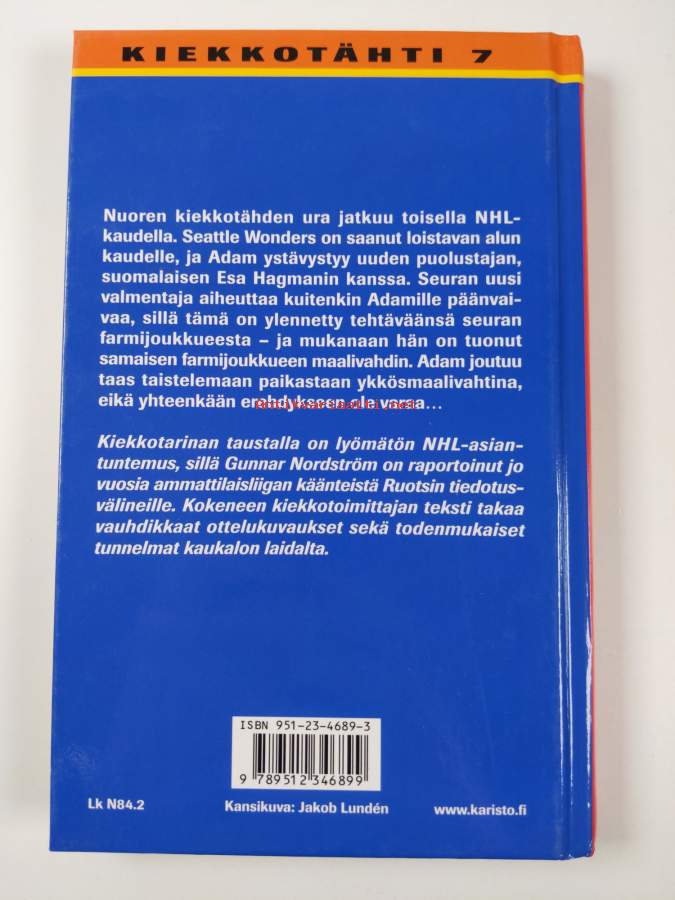 KIEKKOTÄHTI 7
Nuoren kiekkotähden ura jatkuu toisella NHL-
kaudella. Seattle Wonders on saanut loistavan alun
kaudelle, ja Adam ystävystyy uuden puolustajan,
suomalaisen Esa Hagmanin kanssa. Seuran uusi
valmentaja aiheuttaa kuitenkin Adamille päänvai-
vaa, sillä tämä on ylennetty tehtäväänsä seuran
farmijoukkueesta – ja mukanaan hän on tuonut
samaisen farmijoukkueen maalivahdin. Adam joutuu
taas taistelemaan paikastaan ykkösmaalivahtina,
eikä yhteenkään erehdykseen ole varaa...
Kiekkotarinan taustalla on lyömätön NHL-asian-
tuntemus, sillä Gunnar Nordström on raportoinut jo
vuosia ammattilaisliigan käänteistä Ruotsin tiedotus-
välineille. Kokeneen kiekkotoimittajan teksti takaa
vauhdikkaat ottelukuvaukset sekä todenmukaiset
tunnelmat kaukalon laidalta.
ISBN 951-23-4689-3
9 789512 346899
Lk N84.2 Kansikuva: Jakob Lundén www.karisto.fi